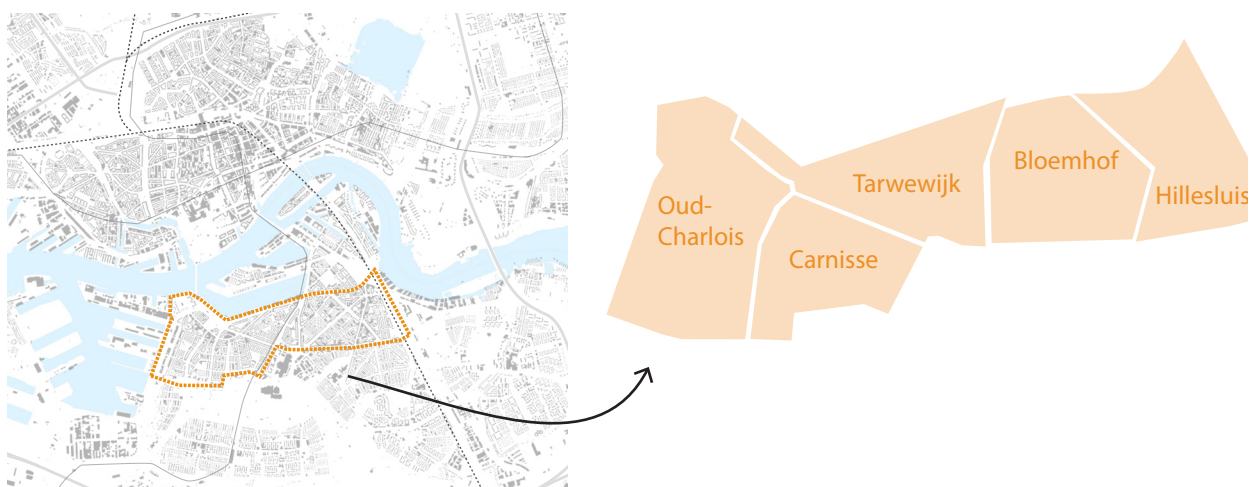 Oud-
Charlois
Carnisse
Tarwewijk
Bloemhof
Hillesluis